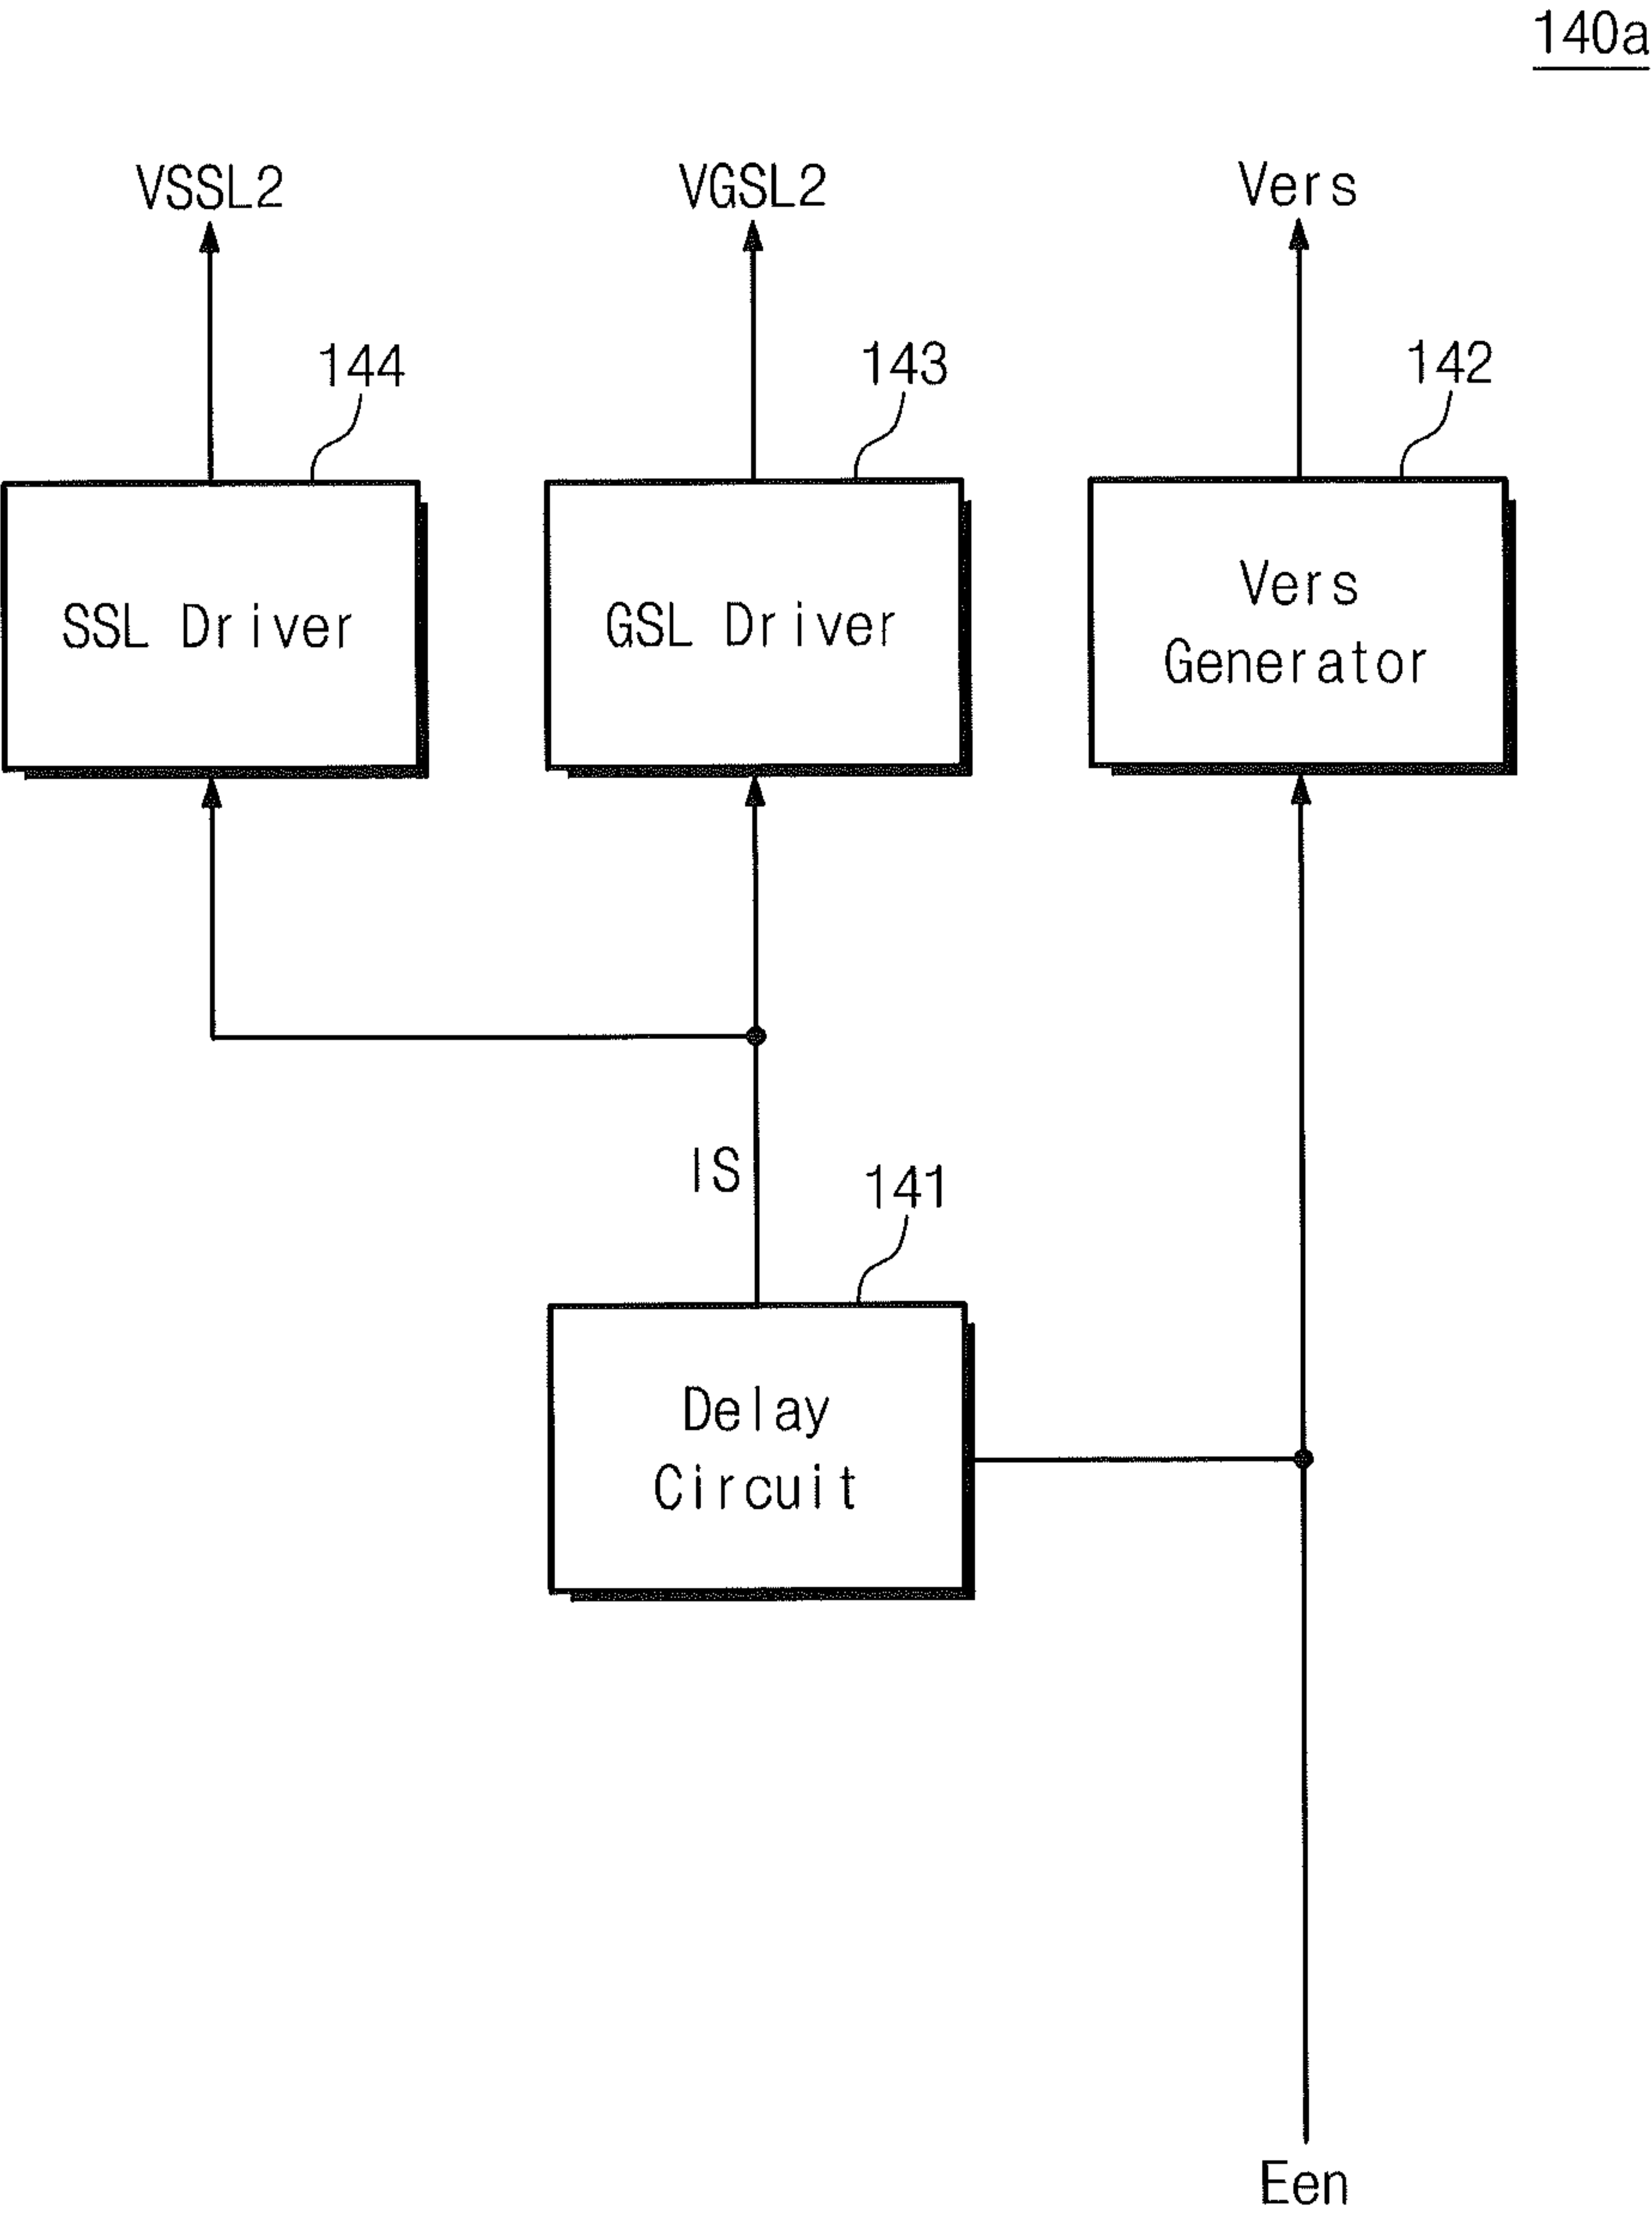 140a
VSSL2
VGSL2
Vers
144
143
142
SSL Driver
GSL Driver
Vers
Generator
IS
141
Delay
Circuit
Een